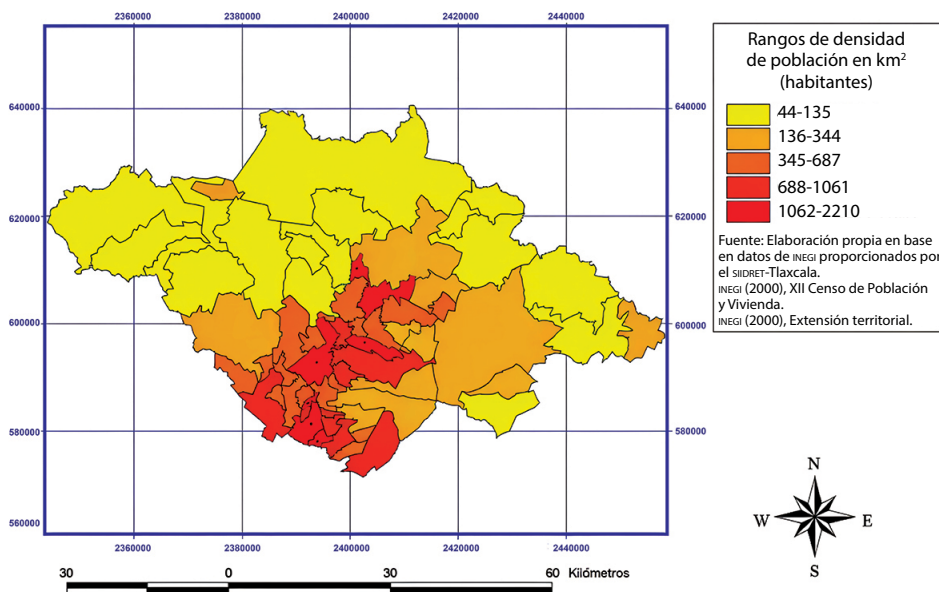 2360000 2380000 2400000 2420000 2440000
640000 640000
620000 620000
600000 600000
580000 580000
560000
2360000 2380000 2400000 2420000 2440000
30 0 30 60 Kilómetros
Rangos de densidad
de población en km²
(habitantes)
44-135
136-344
345-687
688-1061
1062-2210
Fuente: Elaboración propia en base
en datos de INEGI proporcionados por
el SIIDRET-Tlaxcala.
INEGI (2000), XII Censo de Población
y Vivienda.
INEGI (2000), Extensión territorial.
N
W E
S